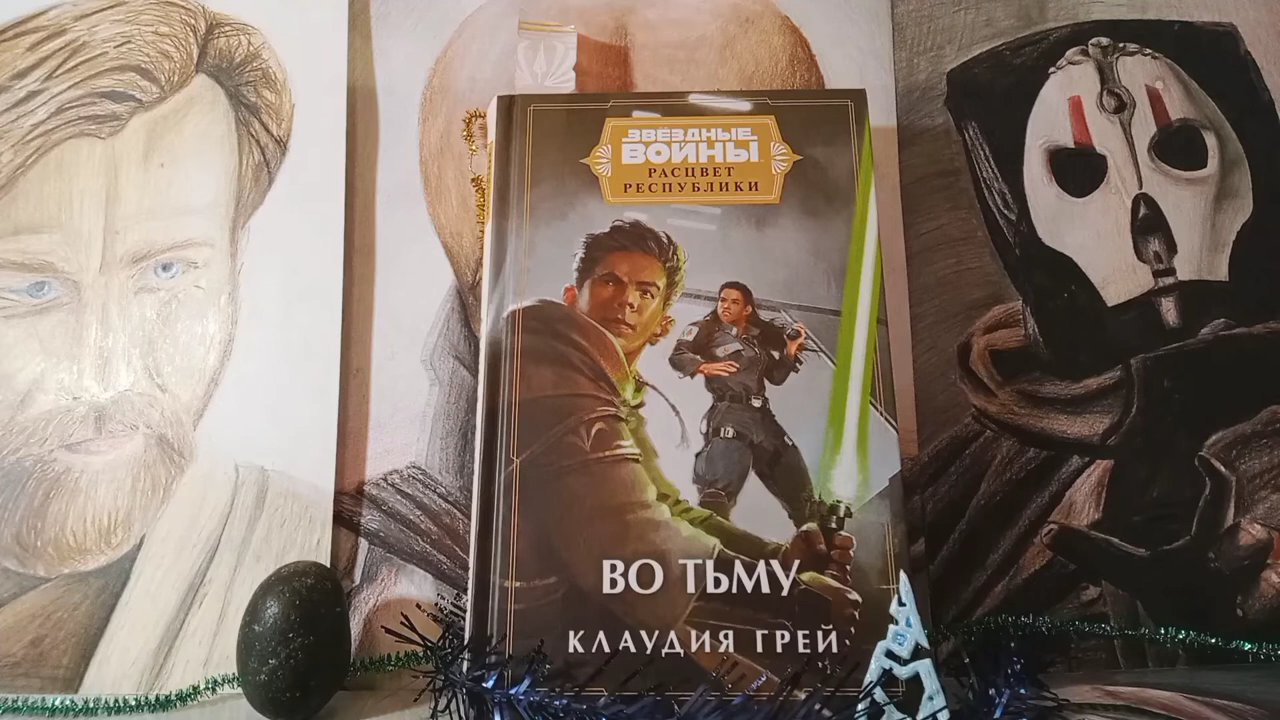 ЗВЁЗДНЫЕ
ВОЙНЫ
РАСЦВЕТ
РЕСПУБЛИКИ
ВО ТЬМУ
КЛАУДИЯ ГРЕЙ